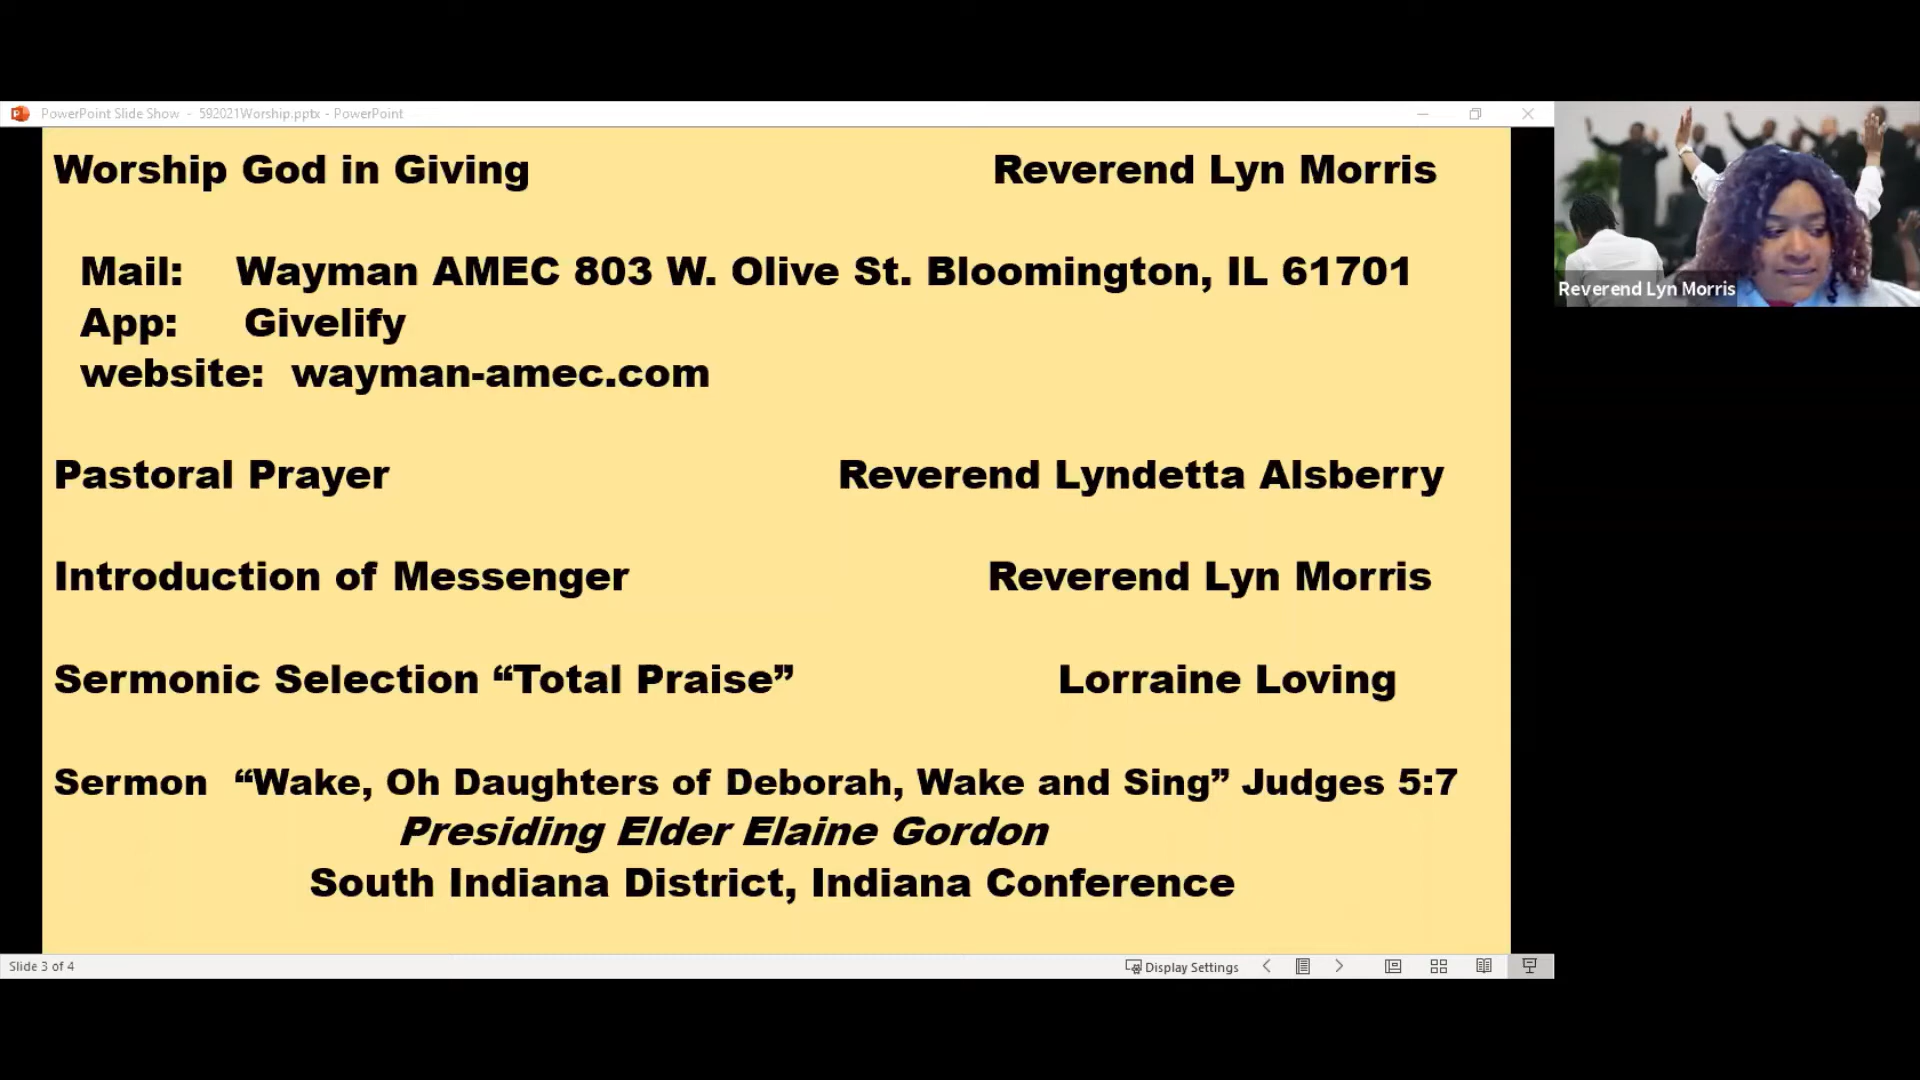 PowerPoint Slide Show - 592021Worship.pptx - PowerPoint
Worship God in Giving Reverend Lyn Morris
Mail: Wayman AMEC 803 W. Olive St. Bloomington, IL 61701
App: Givelify
website: wayman-amec.com
Pastoral Prayer Reverend Lyndetta Alsberry
Introduction of Messenger Reverend Lyn Morris
Sermonic Selection “Total Praise” Lorraine Loving
Sermon “Wake, Oh Daughters of Deborah, Wake and Sing” Judges 5:7
Presiding Elder Elaine Gordon
South Indiana District, Indiana Conference
Slide 3 of 4
Display Settings
Reverend Lyn Morris